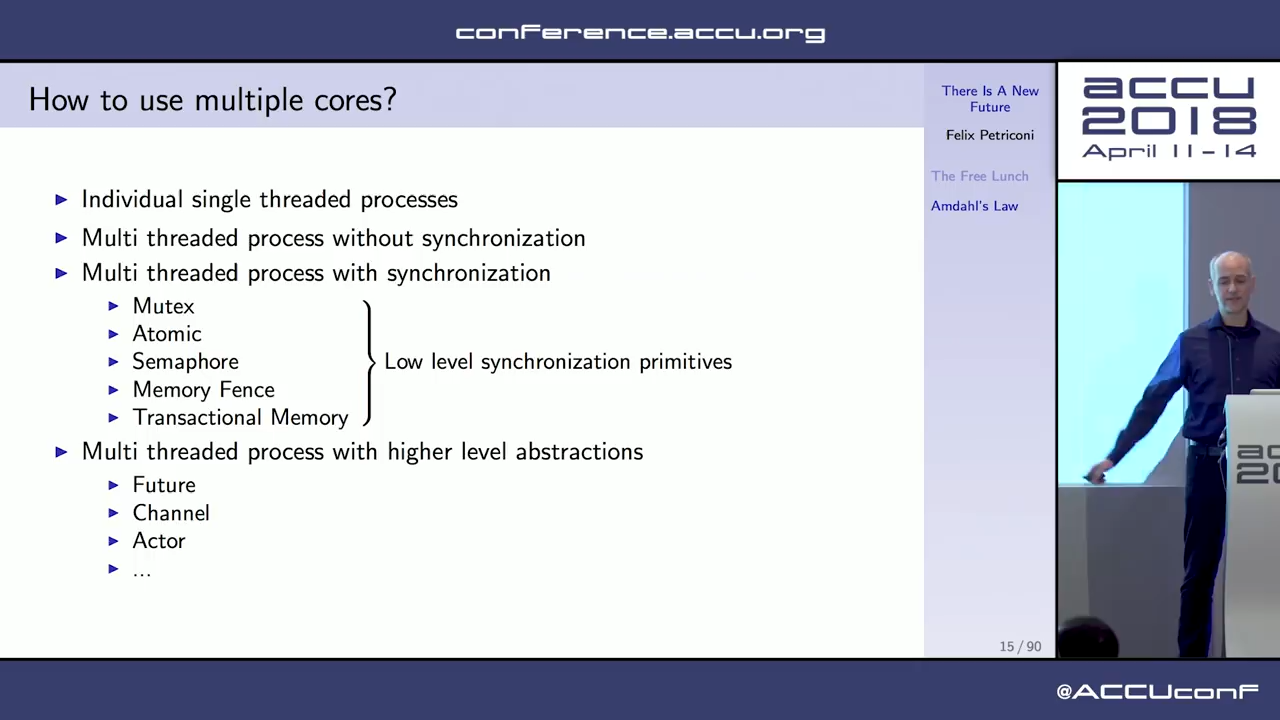 conference.accu.org
How to use multiple cores?
Individual single threaded processes
Multi threaded process without synchronization
Multi threaded process with synchronization
Mutex
Atomic
Semaphore
Memory Fence
Transactional Memory
Low level synchronization primitives
Multi threaded process with higher level abstractions
Future
Channel
Actor
...
There Is A New
Future
Felix Petriconi
The Free Lunch
Amdahl's Law
15 / 90
accu
2018
April 11-14
@ACCUconf